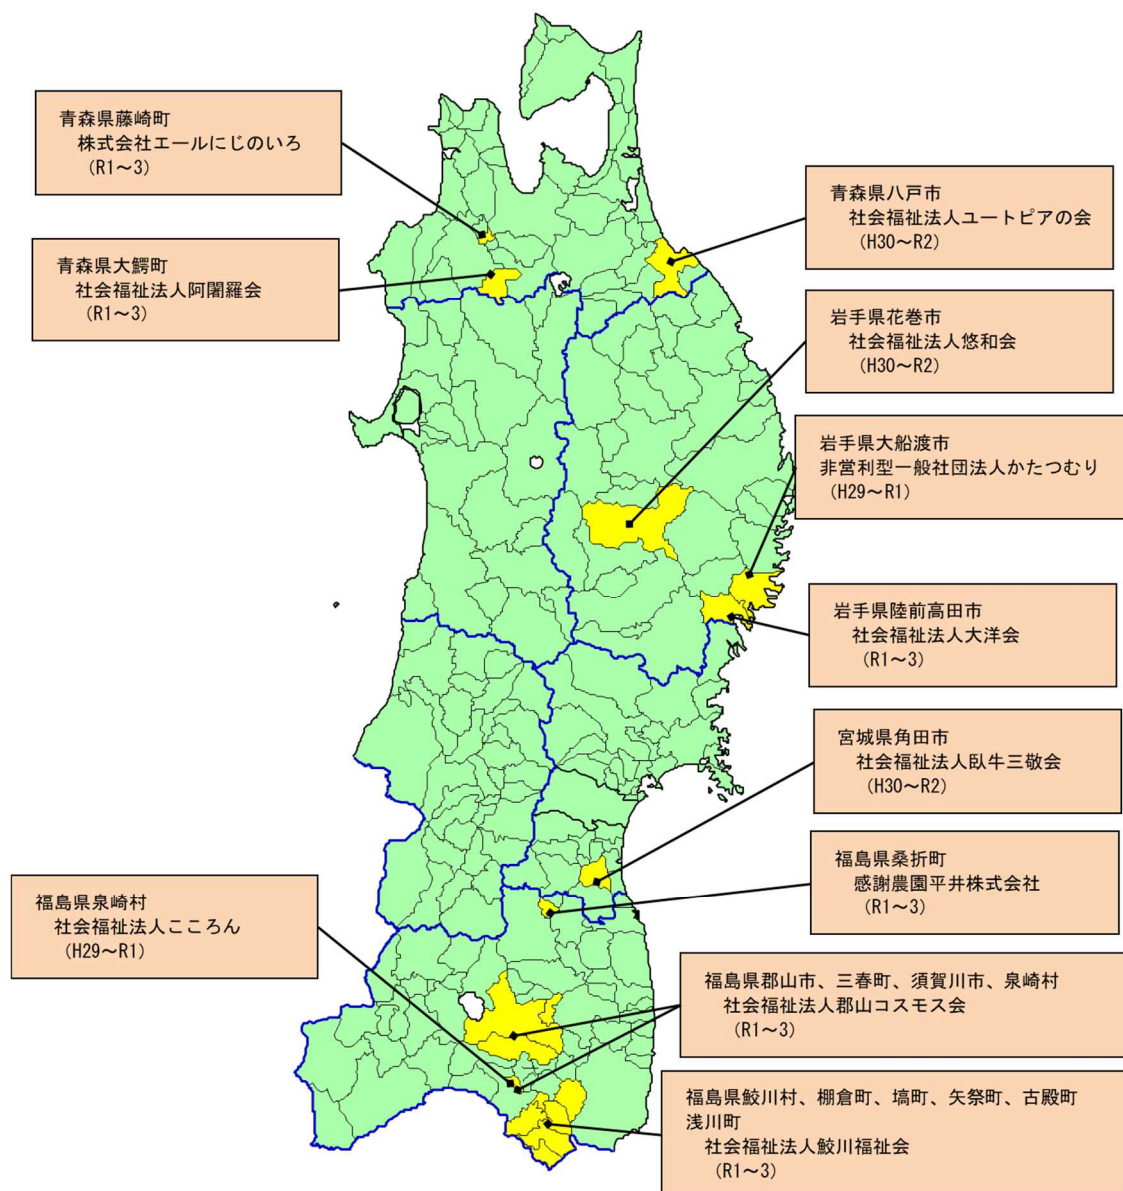 青森県藤崎町
株式会社エールにじのいろ
(R1～3)
青森県大鰐町
社会福祉法人阿闍羅会
(R1～3)
青森県八戸市
社会福祉法人ユートピアの会
(H30～R2)
岩手県花巻市
社会福祉法人悠和会
(H30～R2)
岩手県大船渡市
非営利型一般社団法人かたつむり
(H29～R1)
岩手県陸前高田市
社会福祉法人大洋会
(R1～3)
宮城県角田市
社会福祉法人臥牛三敬会
(H30～R2)
福島県桑折町
感謝農園平井株式会社
(R1～3)
福島県泉崎村
社会福祉法人こころん
(H29～R1)
福島県郡山市、三春町、須賀川市、泉崎村
社会福祉法人郡山コスモス会
(R1～3)
福島県鮫川村、棚倉町、塙町、矢祭町、古殿町
浅川町
社会福祉法人鮫川福祉会
(R1～3)